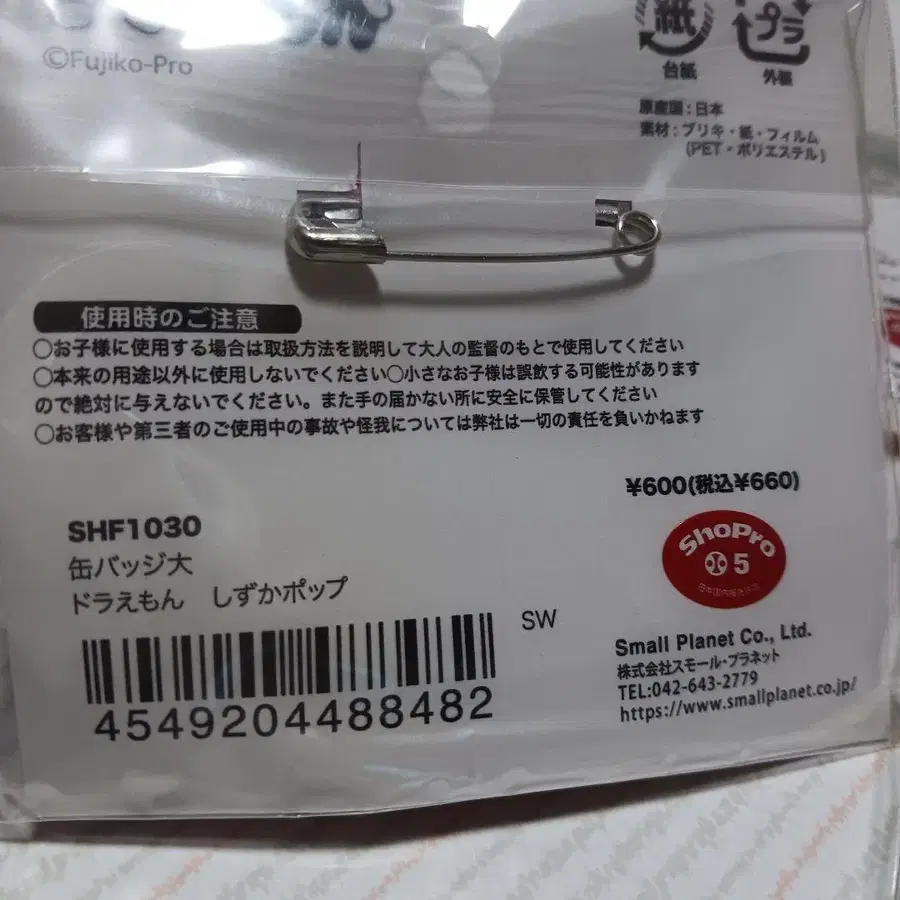 ©Fujiko-Pro
紙
プラ
台紙
外装
原産国：日本
素材：ブリキ・紙・フィルム
(PET・ポリエステル)
使用時のご注意
○お子様に使用する場合は取扱方法を説明して大人の監督のもとで使用してください
○本来の用途以外に使用しないでください○小さなお子様は誤飲する可能性があります
ので絶対に与えないでください。また手の届かない所に安全に保管してください
○お客様や第三者のご使用中の事故や怪我については弊社は一切の責任を負いかねます
¥600(税込¥660)
SHF1030
缶バッジ大
ドラえもん しずかポップ
ShoPro
5
SW
4549204488482
Small Planet Co., Ltd.
株式会社スモール・プラネット
TEL:042-643-2779
https://www.smallplanet.co.jp/